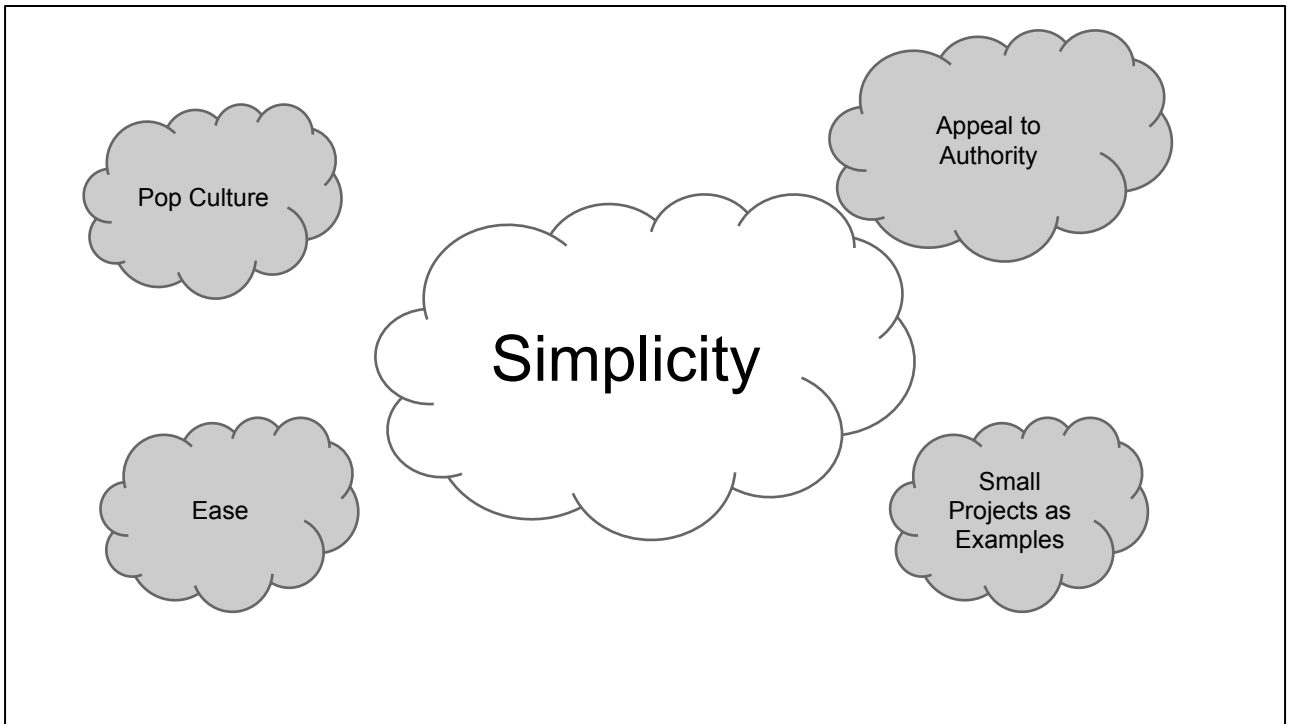 Appeal to
Authority
Pop Culture
Simplicity
Ease
Small
Projects as
Examples